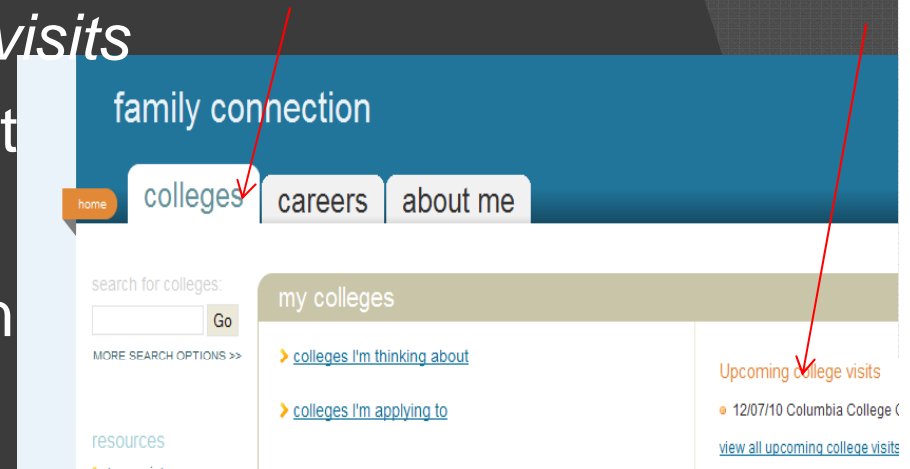 visits
t
n
family connection
home
colleges
careers
about me
search for colleges:
Go
MORE SEARCH OPTIONS >>
resources
my colleges
colleges I'm thinking about
colleges I'm applying to
Upcoming college visits
12/07/10 Columbia College
view all upcoming college visits